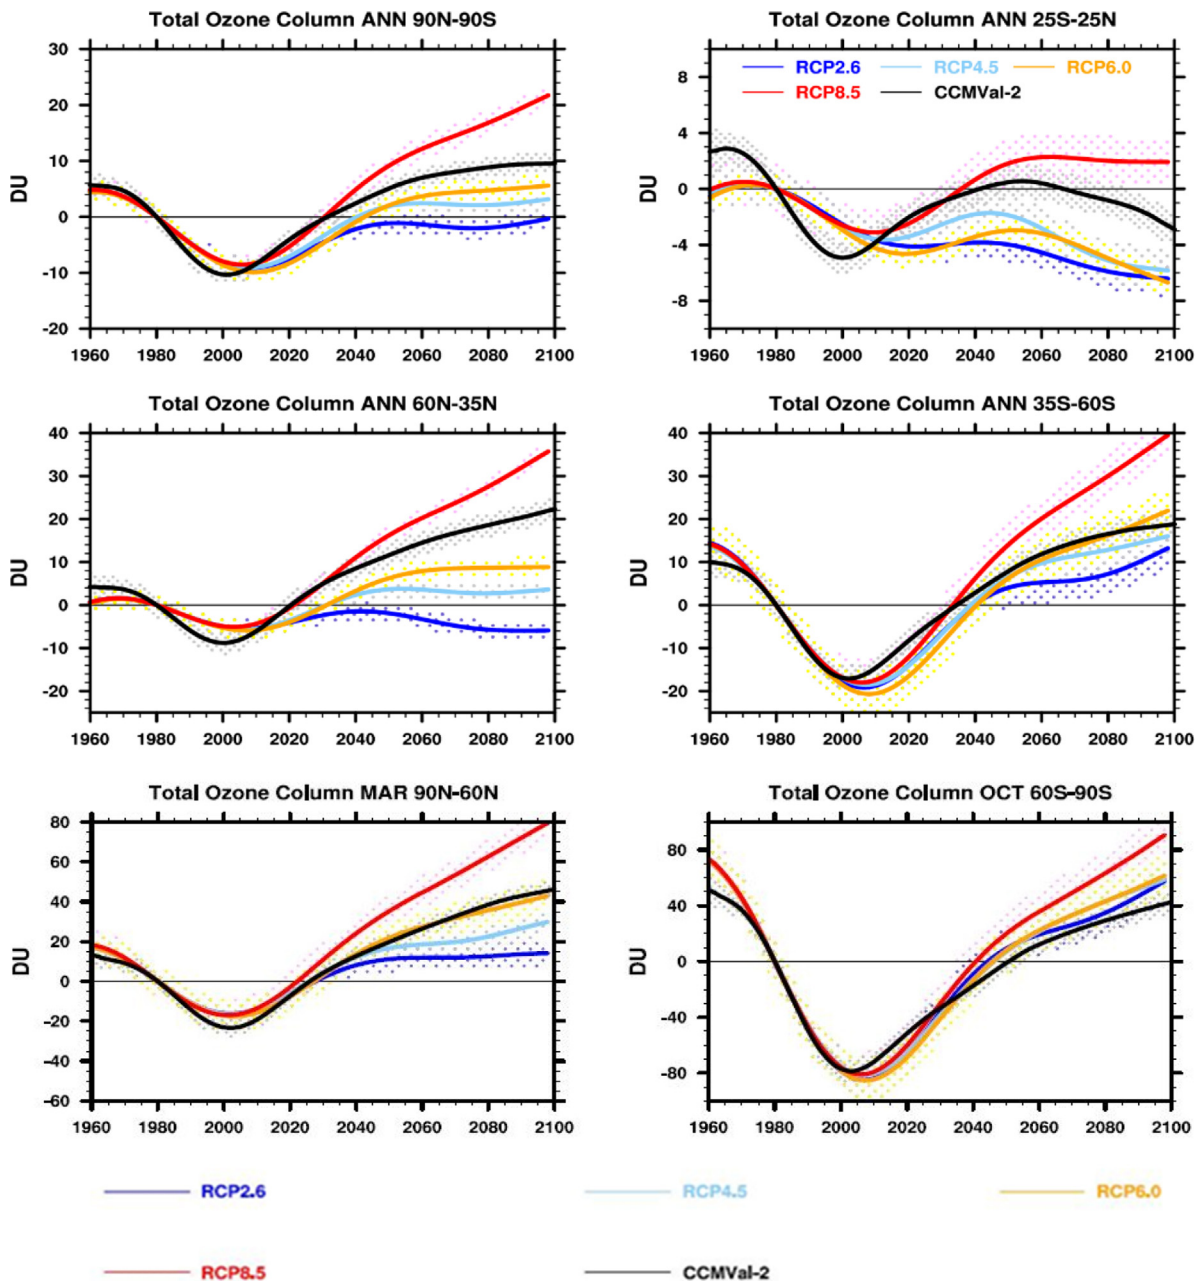 Total Ozone Column ANN 90N-90S
30
20
10
0
-10
-20
DU
1960 1980 2000 2020 2040 2060 2080 2100
Total Ozone Column ANN 25S-25N
8
4
0
-4
-8
DU
RCP2.6 RCP4.5 RCP6.0
RCP8.5 CCMVal-2
1960 1980 2000 2020 2040 2060 2080 2100
Total Ozone Column ANN 60N-35N
40
30
20
10
0
-10
-20
DU
1960 1980 2000 2020 2040 2060 2080 2100
Total Ozone Column ANN 35S-60S
40
30
20
10
0
-10
-20
DU
1960 1980 2000 2020 2040 2060 2080 2100
Total Ozone Column MAR 90N-60N
80
60
40
20
0
-20
-40
-60
DU
1960 1980 2000 2020 2040 2060 2080 2100
Total Ozone Column OCT 60S-90S
80
40
0
-40
-80
DU
1960 1980 2000 2020 2040 2060 2080 2100
RCP2.6 RCP4.5 RCP6.0
RCP8.5 CCMVal-2